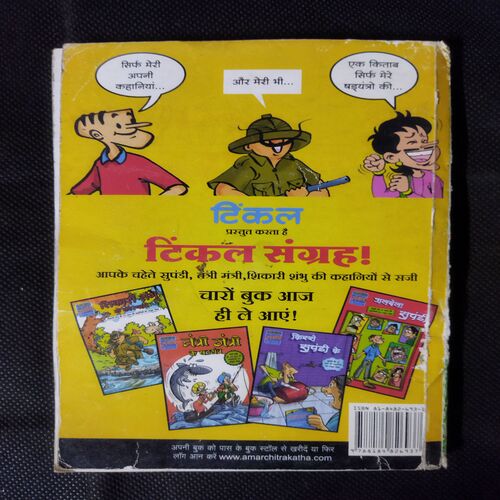 सिर्फ मेरी
अपनी
कहानियां...
और मेरी भी...
एक किताब
सिर्फ मेरे
षड्यंत्रो की...
टिंकल
प्रस्तुत करता है
टिंकल संग्रह!
आपके चहेते सुपंडी, तंत्री मंत्री,शिकारी शंभु की कहानियों से सजी
चारों बुक आज
ही ले आएं!
सुपंडी के
सुपंडी
अपनी बुक को पास के बुक स्टॉल से खरीदें या फिर
लॉग आन करें www.amarchitrakatha.com